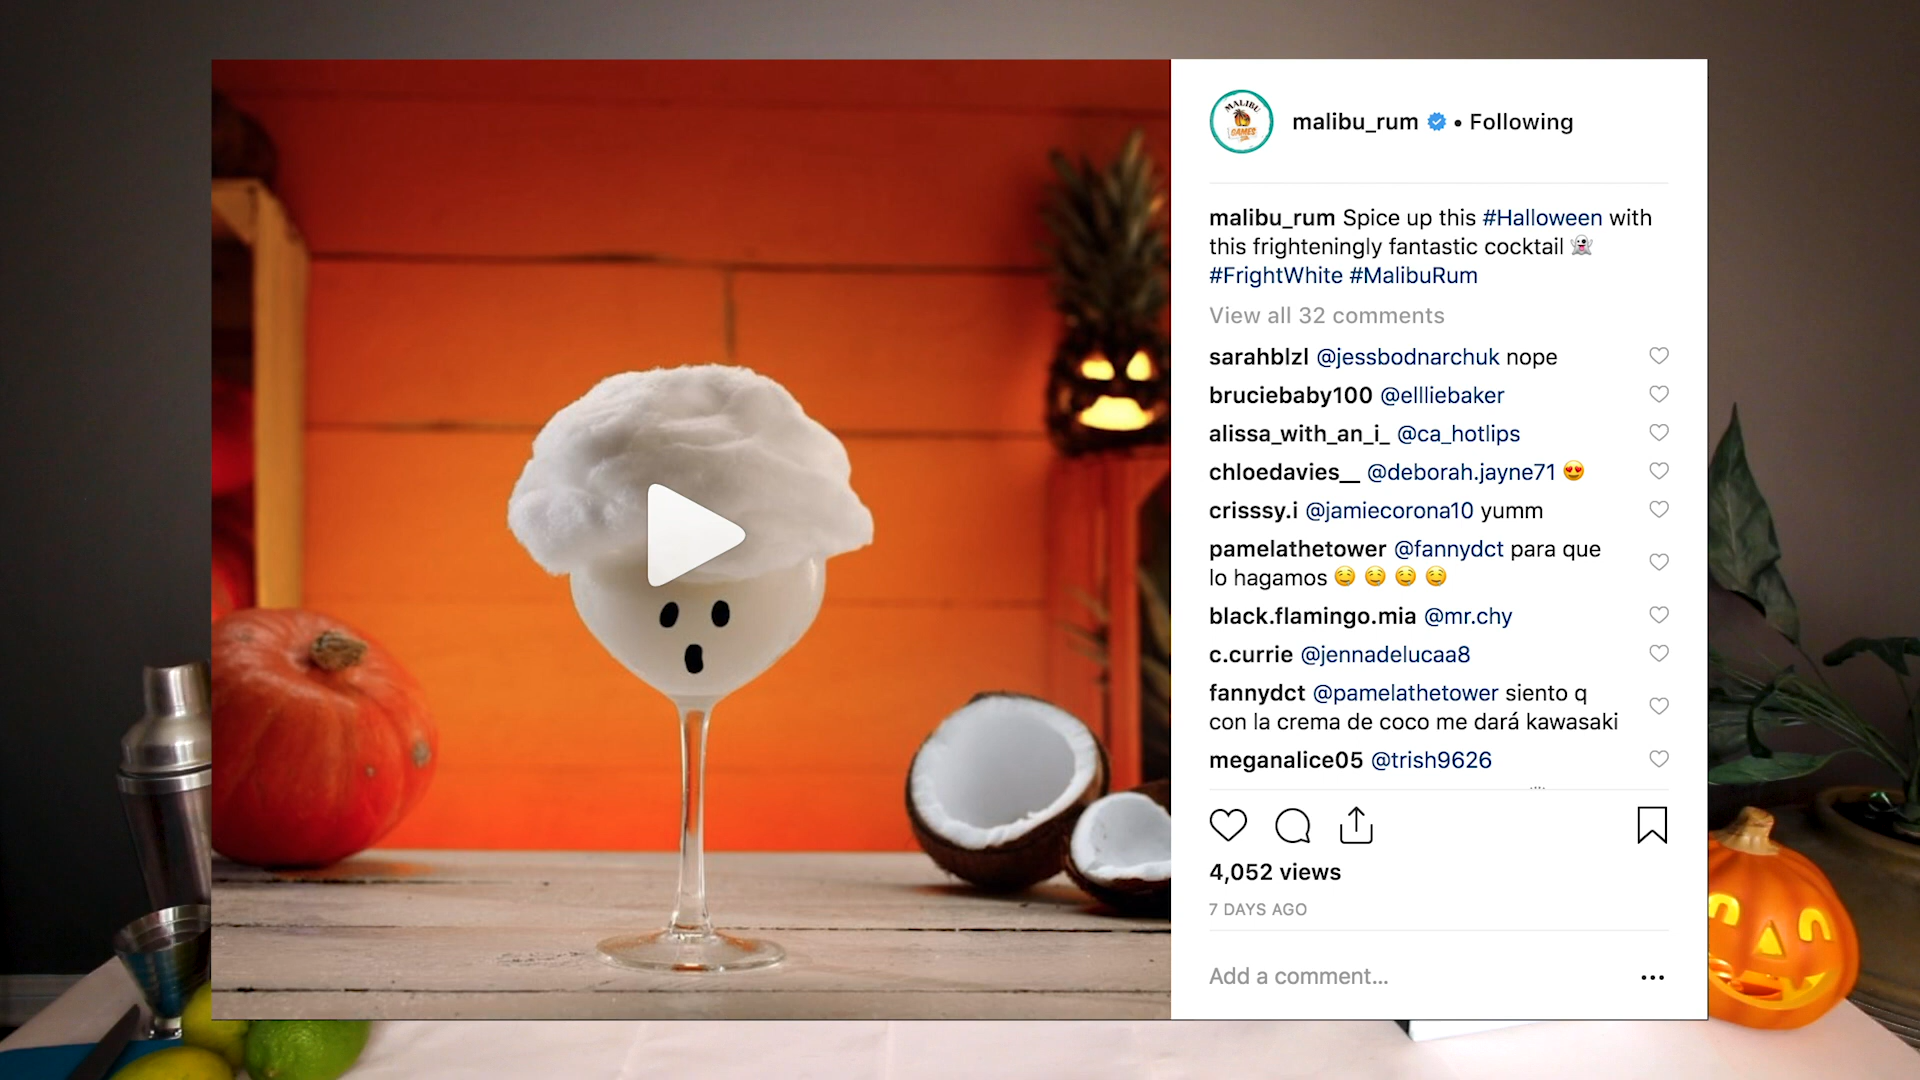 MALIBU
GAMES
malibu_rum • Following
malibu_rum Spice up this #Halloween with
this frighteningly fantastic cocktail 👻
#FrightWhite #MalibuRum
View all 32 comments
sarahblzl @jessbodnarchuk nope
bruciebaby100 @ellliebaker
alissa_with_an_i_ @ca_hotlips
chloedavies__ @deborah.jayne71 😍
crisssy.i @jamiecorona10 yumm
pamelathetower @fannydct para que
lo hagamos 🤤 🤤 🤤 🤤
black.flamingo.mia @mr.chy
c.currie @jennadelucaa8
fannydct @pamelathetower siento q
con la crema de coco me dará kawasaki
meganalice05 @trish9626
4,052 views
7 DAYS AGO
Add a comment...